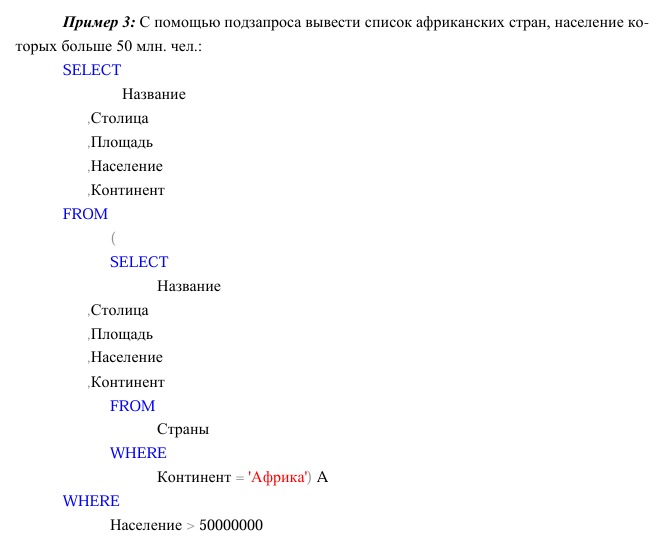 Пример 3: С помощью подзапроса вывести список африканских стран, население ко-
торых больше 50 млн. чел.:
SELECT
Название
,Столица
,Площадь
,Население
,Континент
FROM
(
SELECT
Название
,Столица
,Площадь
,Население
,Континент
FROM
Страны
WHERE
Континент = 'Африка') A
WHERE
Население > 50000000